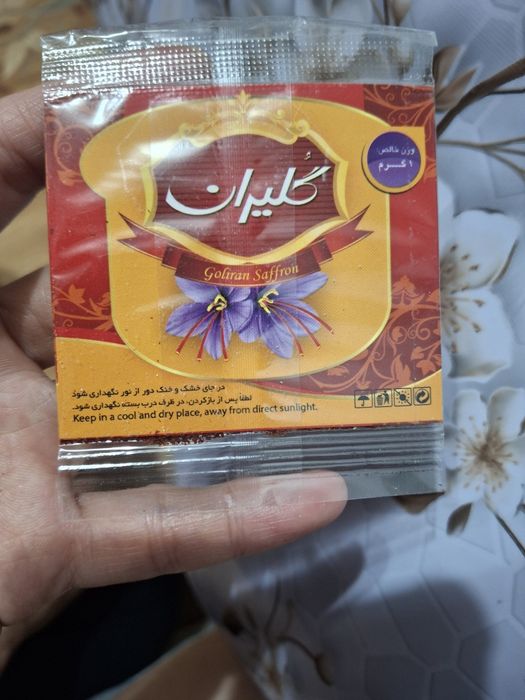 وزن خالص:
۱ گرم
گلیران
Goliran Saffron
در جای خشک و خنک دور از نور نگهداری شود
لطفاً پس از بازکردن، در ظرف درب بسته نگهداری شود.
Keep in a cool and dry place, away from direct sunlight.